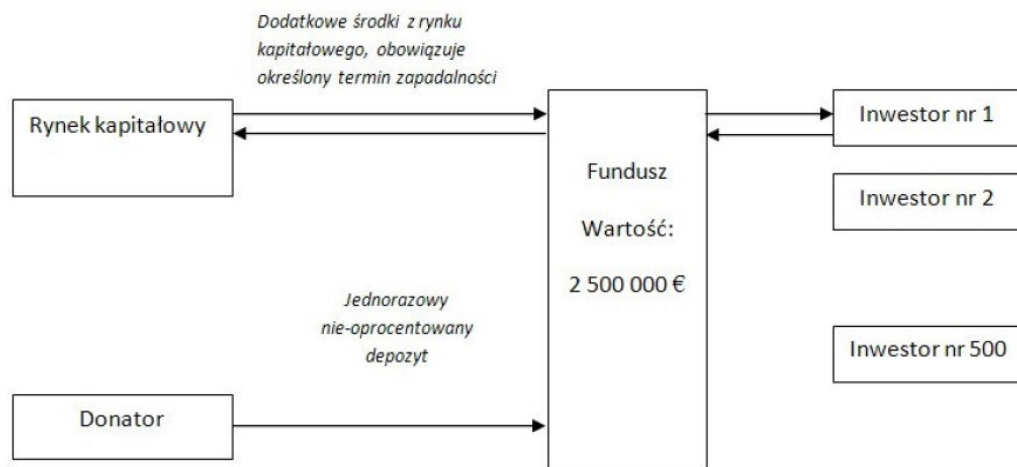 Dodatkowe środki z rynku
kapitałowego, obowiązuje
określony termin zapadalności
Rynek kapitałowy
Fundusz
Wartość:
2 500 000 €
Inwestor nr 1
Inwestor nr 2
Inwestor nr 500
Jednorazowy
nie-oprocentowany
depozyt
Donator